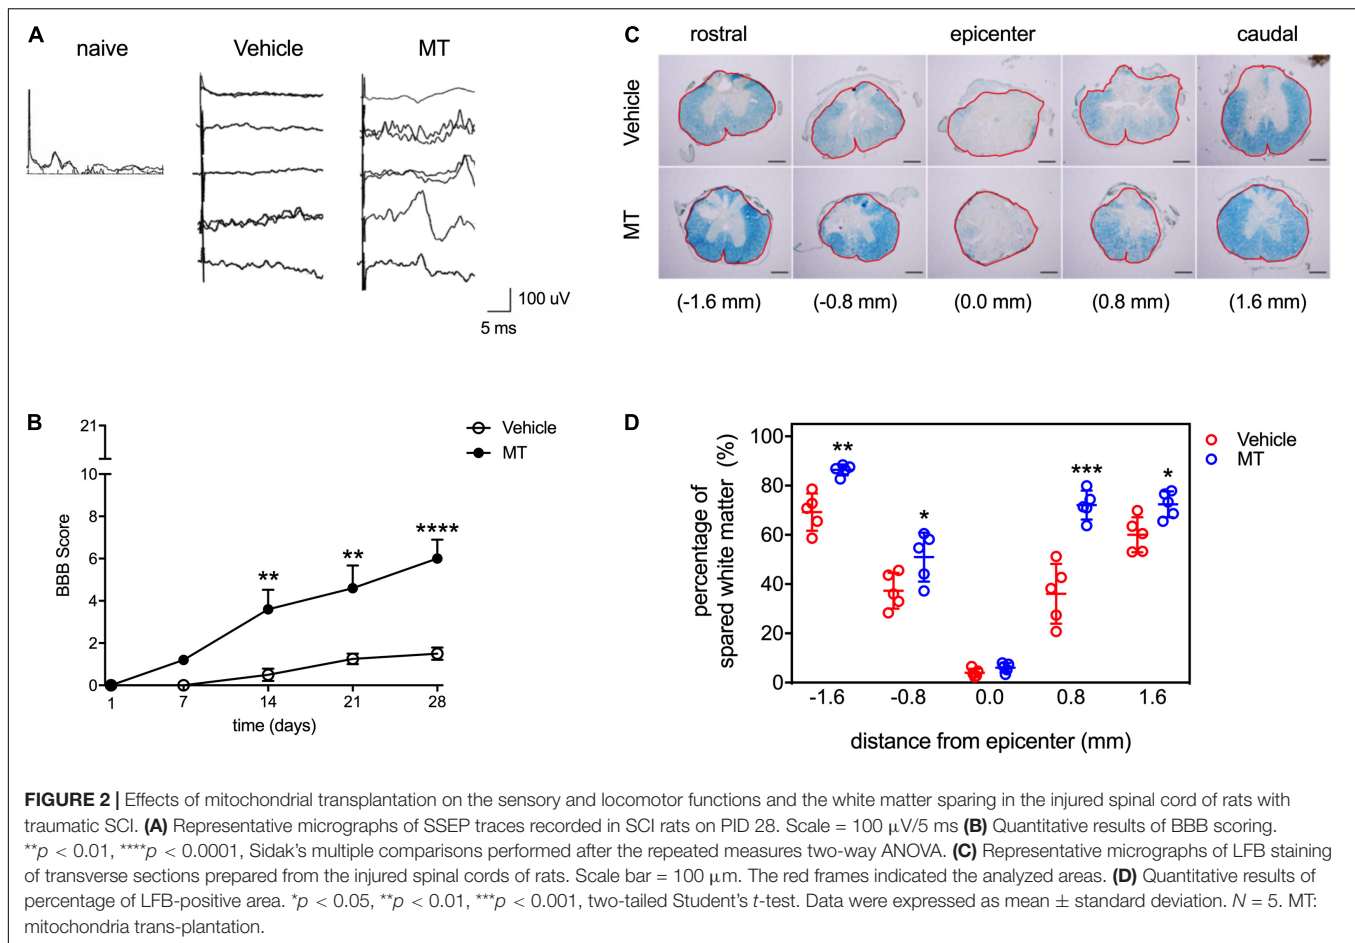 A
naive
Vehicle
MT
100 uV
5 ms
C
rostral
epicenter
caudal
Vehicle
MT
(-1.6 mm)
(-0.8 mm)
(0.0 mm)
(0.8 mm)
(1.6 mm)
B
BBB Score
21
10
8
6
4
2
0
**
**
****
1
7
14
21
28
time (days)
Vehicle
MT
D
percentage of
spared white matter (%)
100
80
60
40
20
0
**
*
***
*
-1.6
-0.8
0.0
0.8
1.6
distance from epicenter (mm)
Vehicle
MT
FIGURE 2 | Effects of mitochondrial transplantation on the sensory and locomotor functions and the white matter sparing in the injured spinal cord of rats with
traumatic SCI. (A) Representative micrographs of SSEP traces recorded in SCI rats on PID 28. Scale = 100 μV/5 ms (B) Quantitative results of BBB scoring.
**p < 0.01, ****p < 0.0001, Sidak's multiple comparisons performed after the repeated measures two-way ANOVA. (C) Representative micrographs of LFB staining
of transverse sections prepared from the injured spinal cords of rats. Scale bar = 100 μm. The red frames indicated the analyzed areas. (D) Quantitative results of
percentage of LFB-positive area. *p < 0.05, **p < 0.01, ***p < 0.001, two-tailed Student's t-test. Data were expressed as mean ± standard deviation. N = 5. MT:
mitochondria trans-plantation.